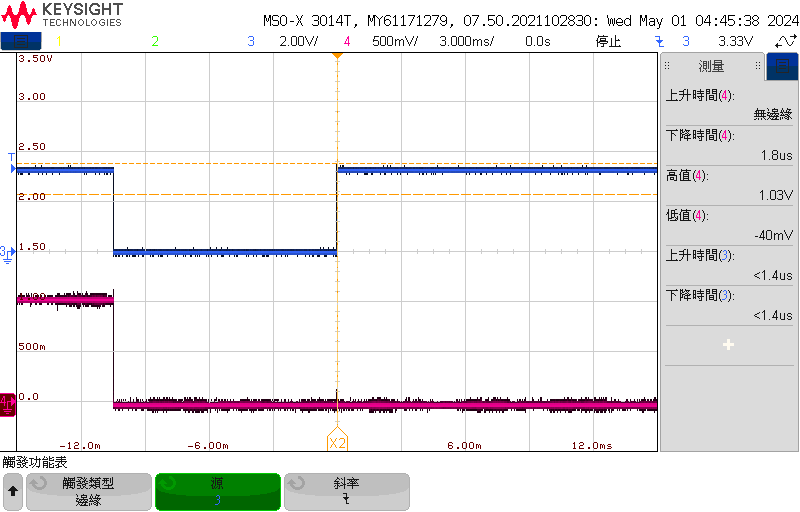 KEYSIGHT
TECHNOLOGIES
MSO-X 3014T, MY61171279, 07.50.2021102830: Wed May 01 04:45:38 2024
1 2 3 2.00V/ 4 500mV/ 3.000ms/ 0.0s 停止 3 3.33V
3.50V
3.00
2.50
T
2.00
3 1.50
500m
4 0.0
-12.0m -6.00m X2 6.00m 12.0ms
測量
上升時間(4):
無邊緣
下降時間(4):
1.8us
高值(4):
1.03V
低值(4):
-40mV
上升時間(3):
<1.4us
下降時間(3):
<1.4us
觸發功能表
觸發類型
邊緣
源
3
斜率